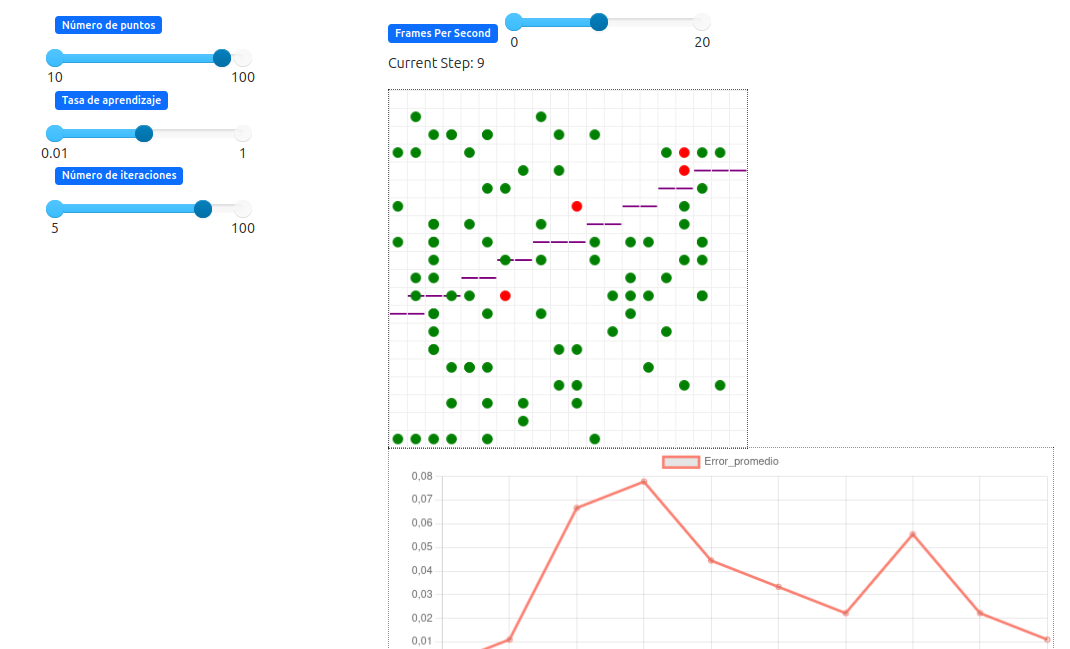 Número de puntos
10 100
Tasa de aprendizaje
0.01 1
Número de iteraciones
5 100
Frames Per Second
0 20
Current Step: 9
Error_promedio
0,08
0,07
0,06
0,05
0,04
0,03
0,02
0,01